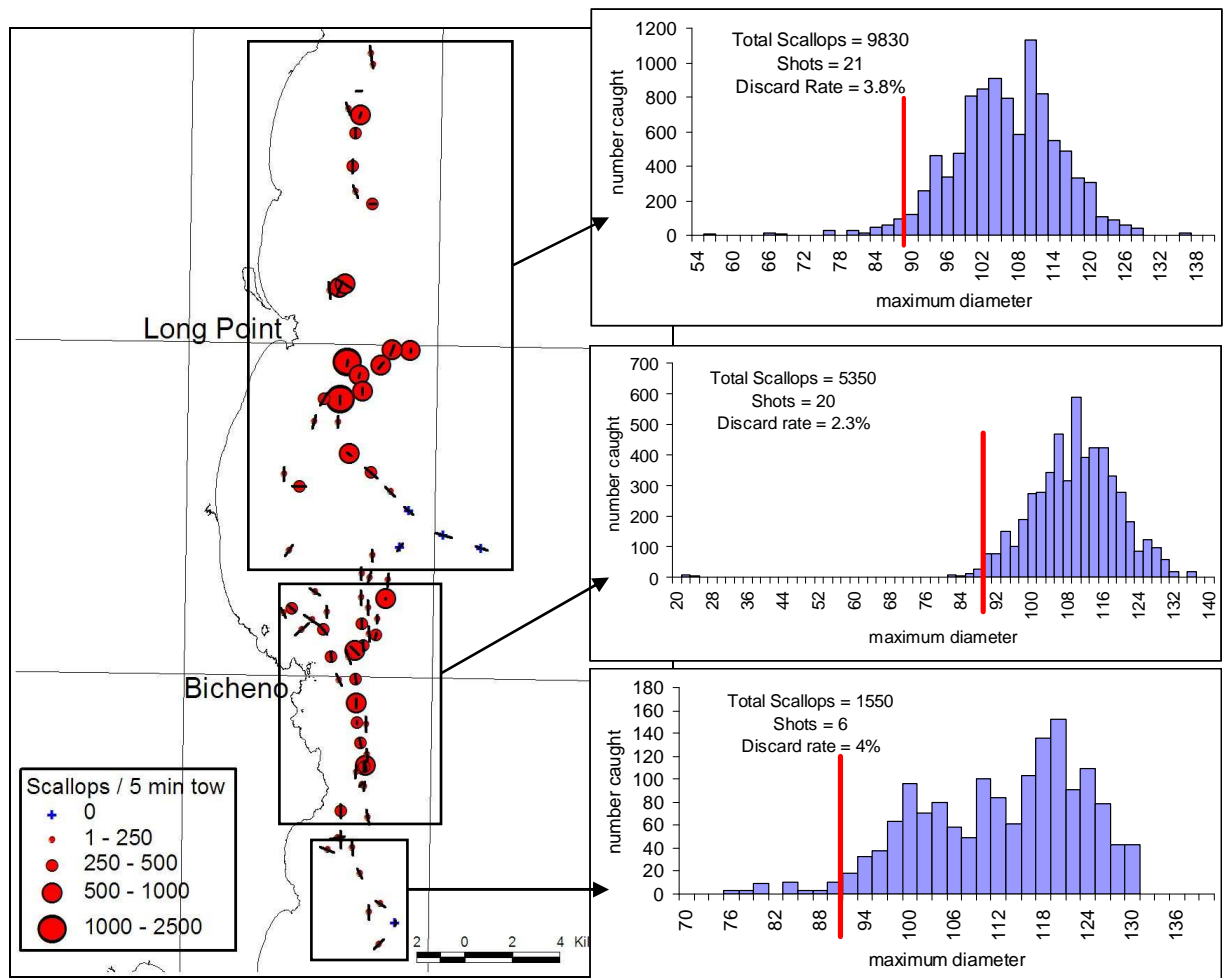 Long Point
Bicheno
Scallops / 5 min tow
0
1 - 250
250 - 500
500 - 1000
1000 - 2500
2 0 2 4 Kil
Total Scallops = 9830
Shots = 21
Discard Rate = 3.8%
number caught
1200
1000
800
600
400
200
0
54 60 66 72 78 84 90 96 102 108 114 120 126 132 138
maximum diameter
Total Scallops = 5350
Shots = 20
Discard rate = 2.3%
number caught
700
600
500
400
300
200
100
0
20 28 36 44 52 60 68 76 84 92 100 108 116 124 132 140
maximum diameter
Total Scallops = 1550
Shots = 6
Discard rate = 4%
number caught
180
160
140
120
100
80
60
40
20
0
70 76 82 88 94 100 106 112 118 124 130 136
maximum diameter